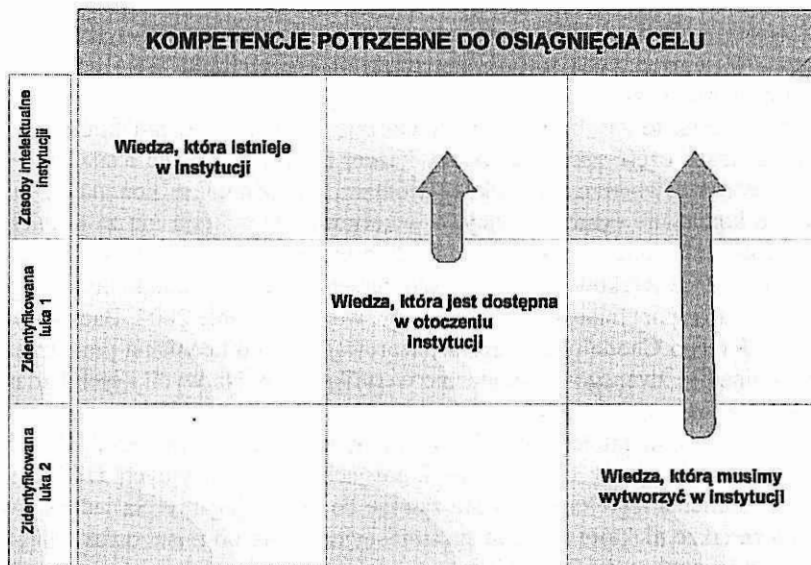 KOMPETENCJE POTRZEBNE DO OSIĄGNIĘCIA CELU
Zasoby intelektualne
instytucji
Wiedza, która istnieje
w instytucji
Zidentyfikowana
luka 1
Wiedza, która jest dostępna
w otoczeniu
instytucji
Zidentyfikowana
luka 2
Wiedza, którą musimy
wytworzyć w instytucji